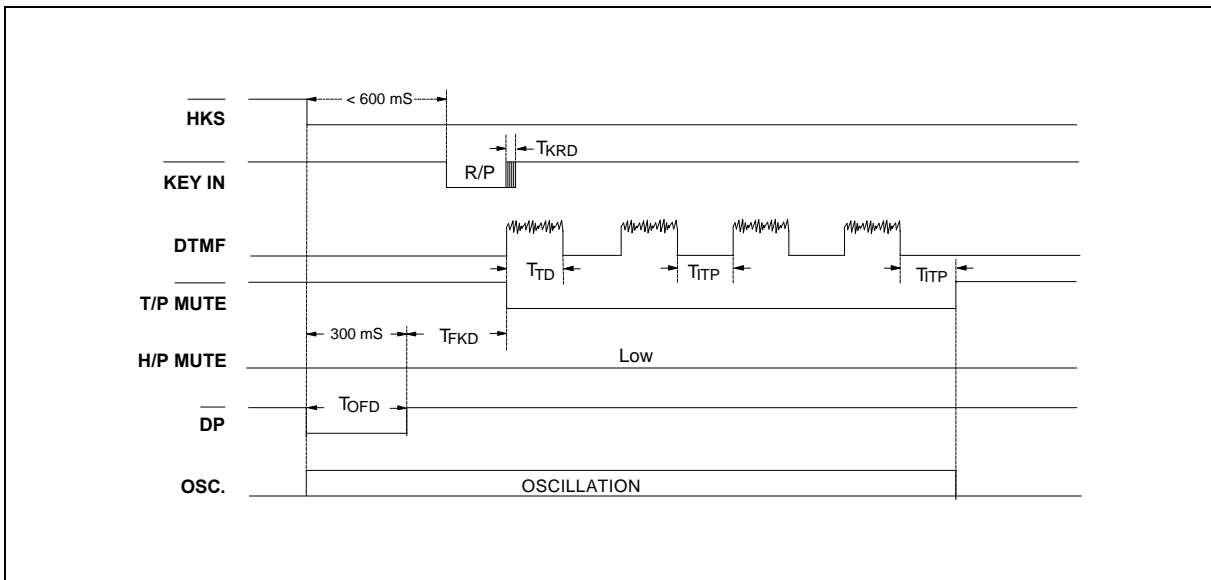 < 600 mS
HKS
TKRD
KEY IN
R/P
DTMF
TTD
TITP
TITP
T/P MUTE
300 mS
TFKD
H/P MUTE
Low
TOFD
DP
OSC.
OSCILLATION